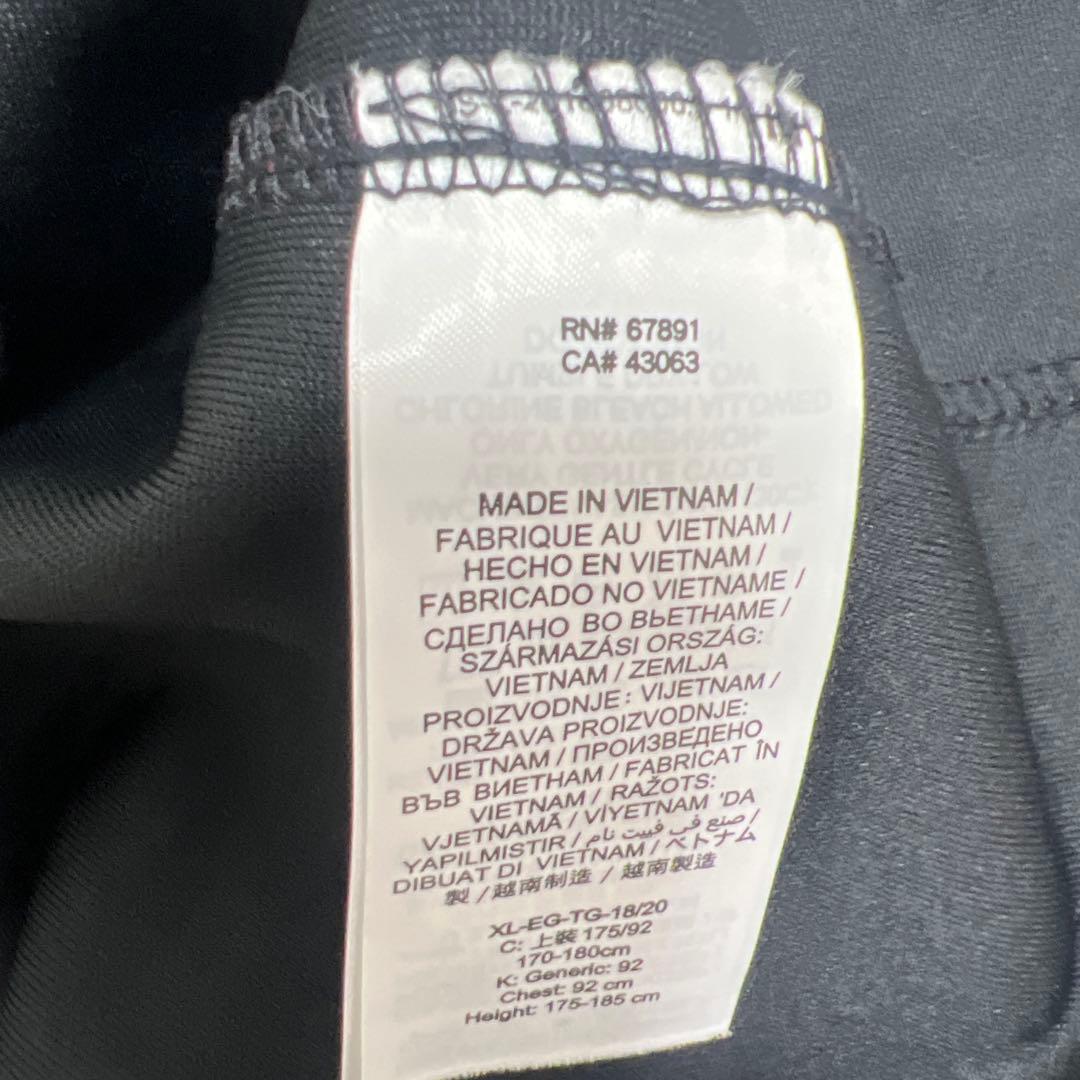 RN# 67891
CA# 43063
MADE IN VIETNAM /
FABRIQUE AU VIETNAM /
HECHO EN VIETNAM /
FABRICADO NO VIETNAME /
СДЕЛАНО ВО ВЬЕТНАМЕ /
SZÁRMAZÁSI ORSZÁG:
VIETNAM / ZEMLJA
PROIZVODNJE: VIJETNAM /
DRŽAVA PROIZVODNJE:
VIETNAM / ПРОИЗВЕДЕНО
ВЪВ ВИЕТНАМ / FABRICAT ÎN
VIETNAM / RAŽOTS:
VJETNAMĀ / VİYETNAM 'DA
YAPILMISTIR / صنع في فييت نام /
DIBUAT DI VIETNAM / ベトナム
製 / 越南制造 / 越南製造
XL-EG-TG-18/20
C: 上裝 175/92
170-180cm
K: Generic: 92
Chest: 92 cm
Height: 175-185 cm